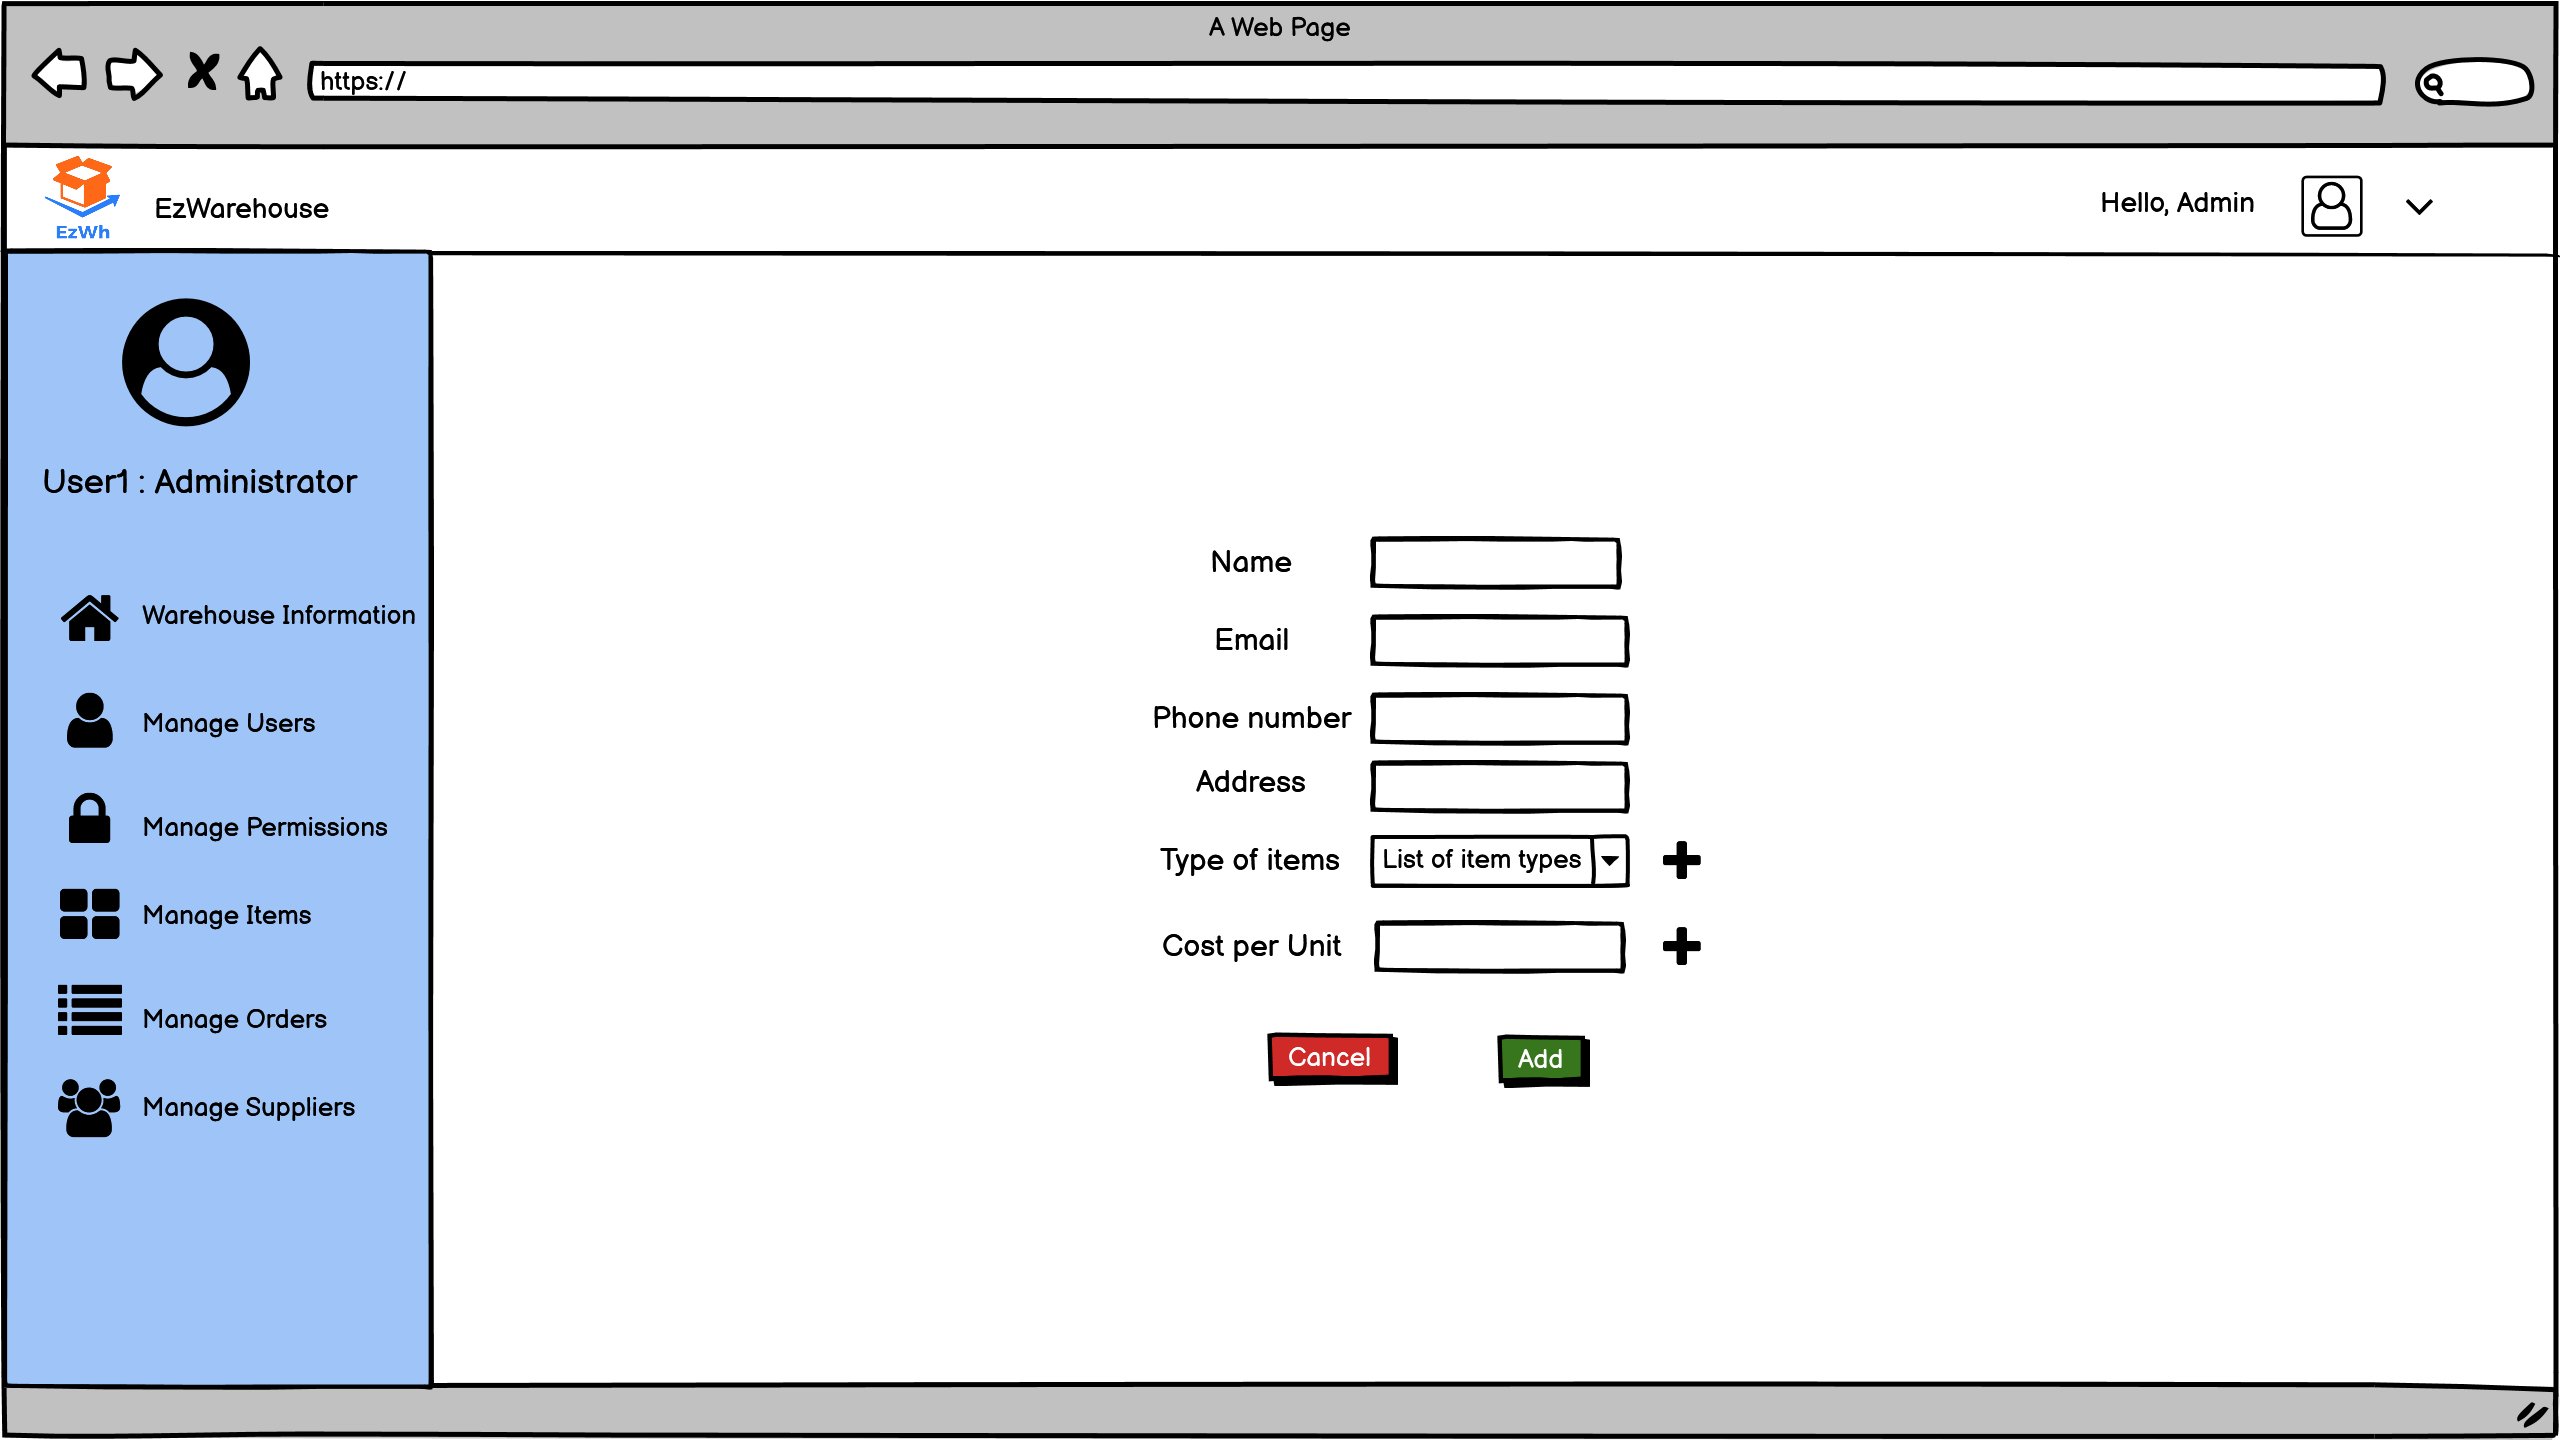 A Web Page
https://
EzWh
EzWarehouse
Hello, Admin
User1 : Administrator
Warehouse Information
Manage Users
Manage Permissions
Manage Items
Manage Orders
Manage Suppliers
Name
Email
Phone number
Address
Type of items
List of item types
Cost per Unit
Cancel
Add